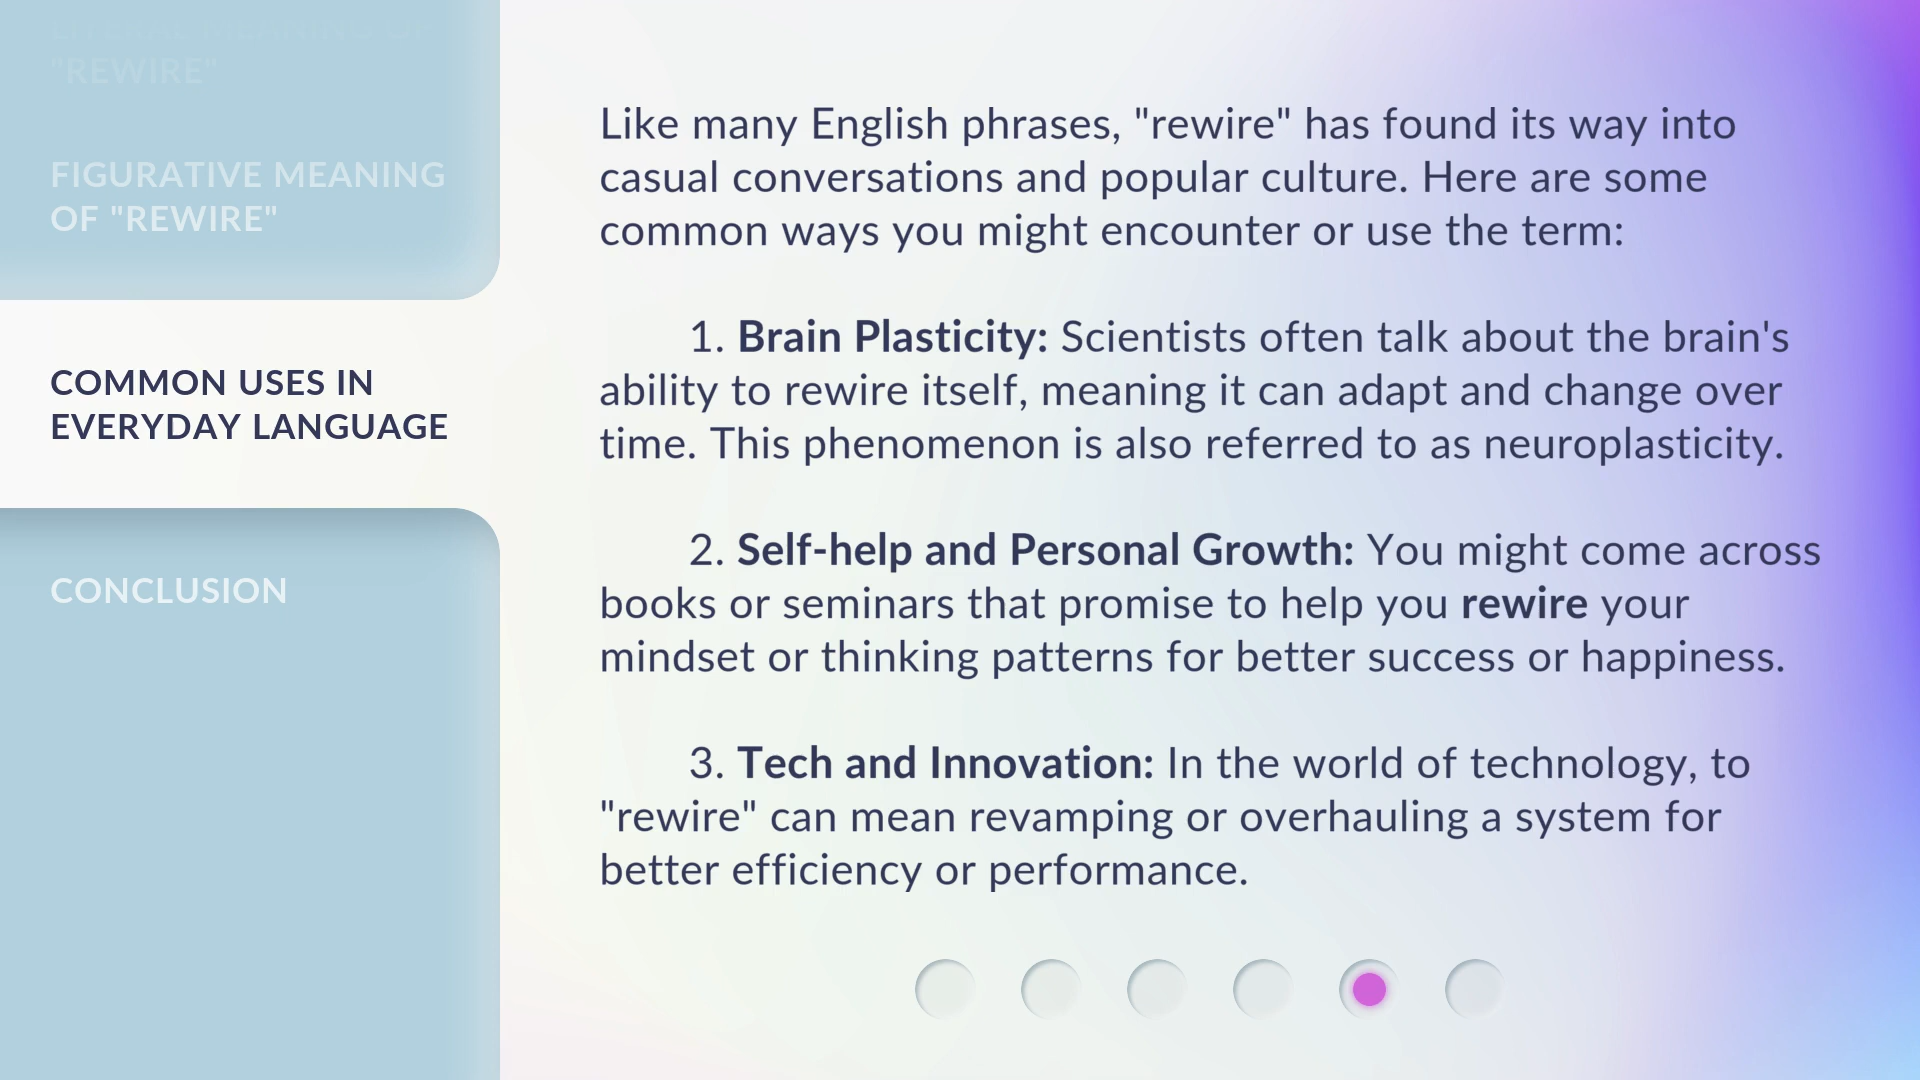 LITERAL MEANING OF
"REWIRE"
FIGURATIVE MEANING
OF "REWIRE"
COMMON USES IN
EVERYDAY LANGUAGE
CONCLUSION
Like many English phrases, "rewire" has found its way into
casual conversations and popular culture. Here are some
common ways you might encounter or use the term:
1. Brain Plasticity: Scientists often talk about the brain's
ability to rewire itself, meaning it can adapt and change over
time. This phenomenon is also referred to as neuroplasticity.
2. Self-help and Personal Growth: You might come across
books or seminars that promise to help you rewire your
mindset or thinking patterns for better success or happiness.
3. Tech and Innovation: In the world of technology, to
"rewire" can mean revamping or overhauling a system for
better efficiency or performance.